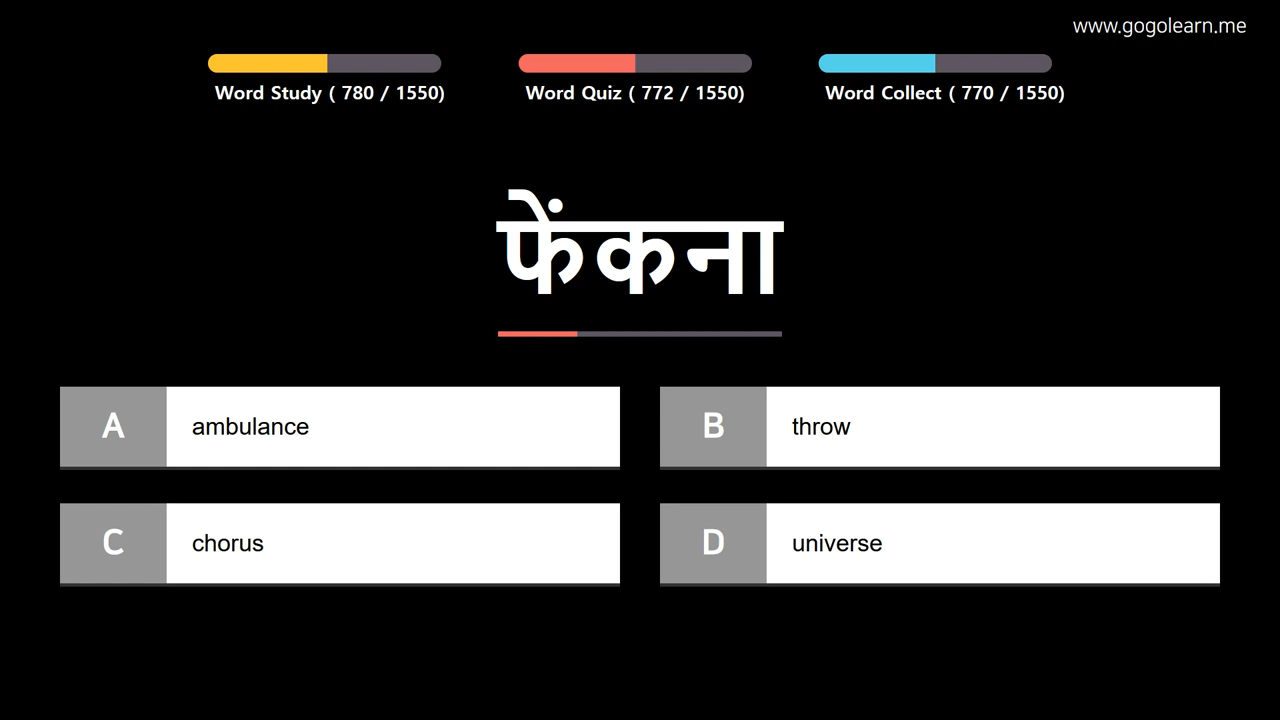 www.gogolearn.me
Word Study ( 780 / 1550)
Word Quiz ( 772 / 1550)
Word Collect ( 770 / 1550)
फेंकना
A
ambulance
B
throw
C
chorus
D
universe